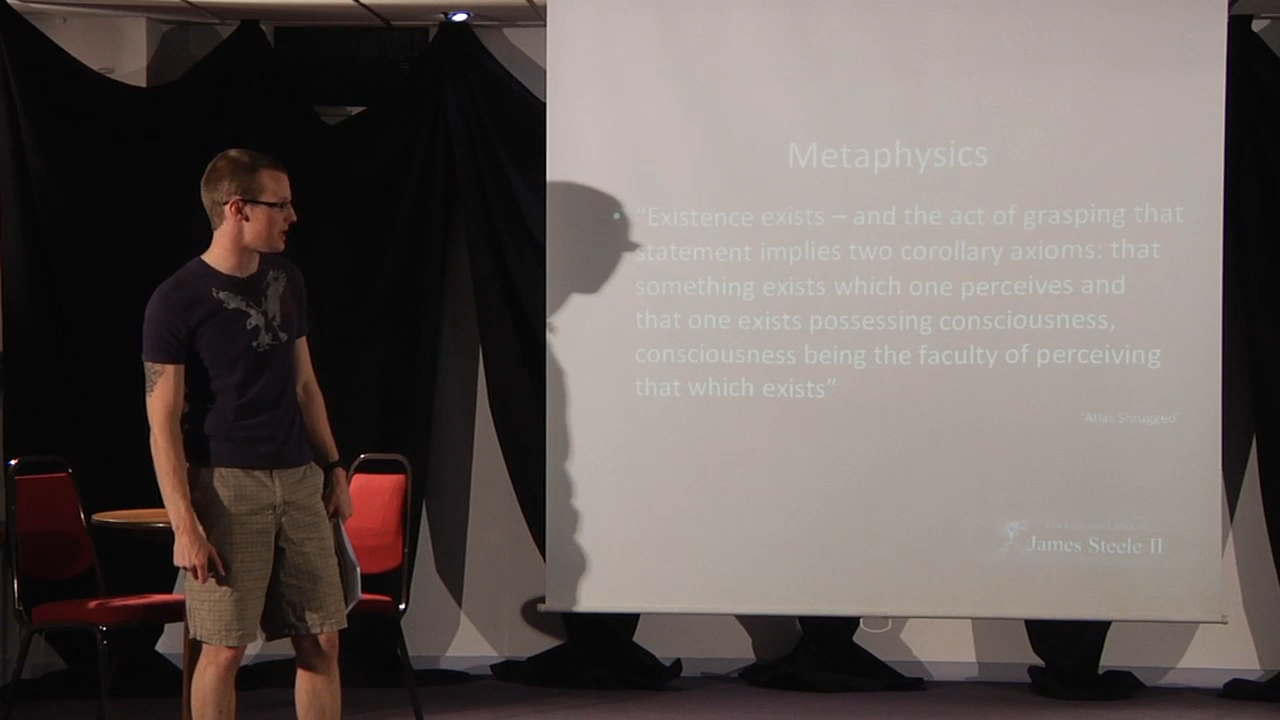 Metaphysics
• “Existence exists – and the act of grasping that
statement implies two corollary axioms: that
something exists which one perceives and
that one exists possessing consciousness,
consciousness being the faculty of perceiving
that which exists”
‘Atlas Shrugged’
James Steele II